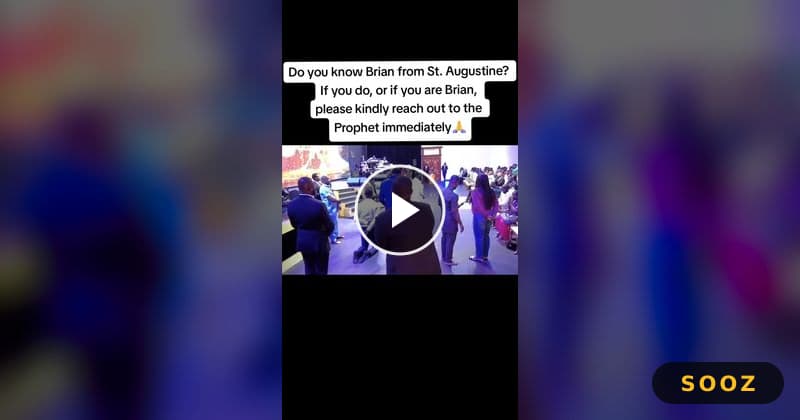 Do you know Brian from St. Augustine?
If you do, or if you are Brian,
please kindly reach out to the
Prophet immediately🙏
SOOZ